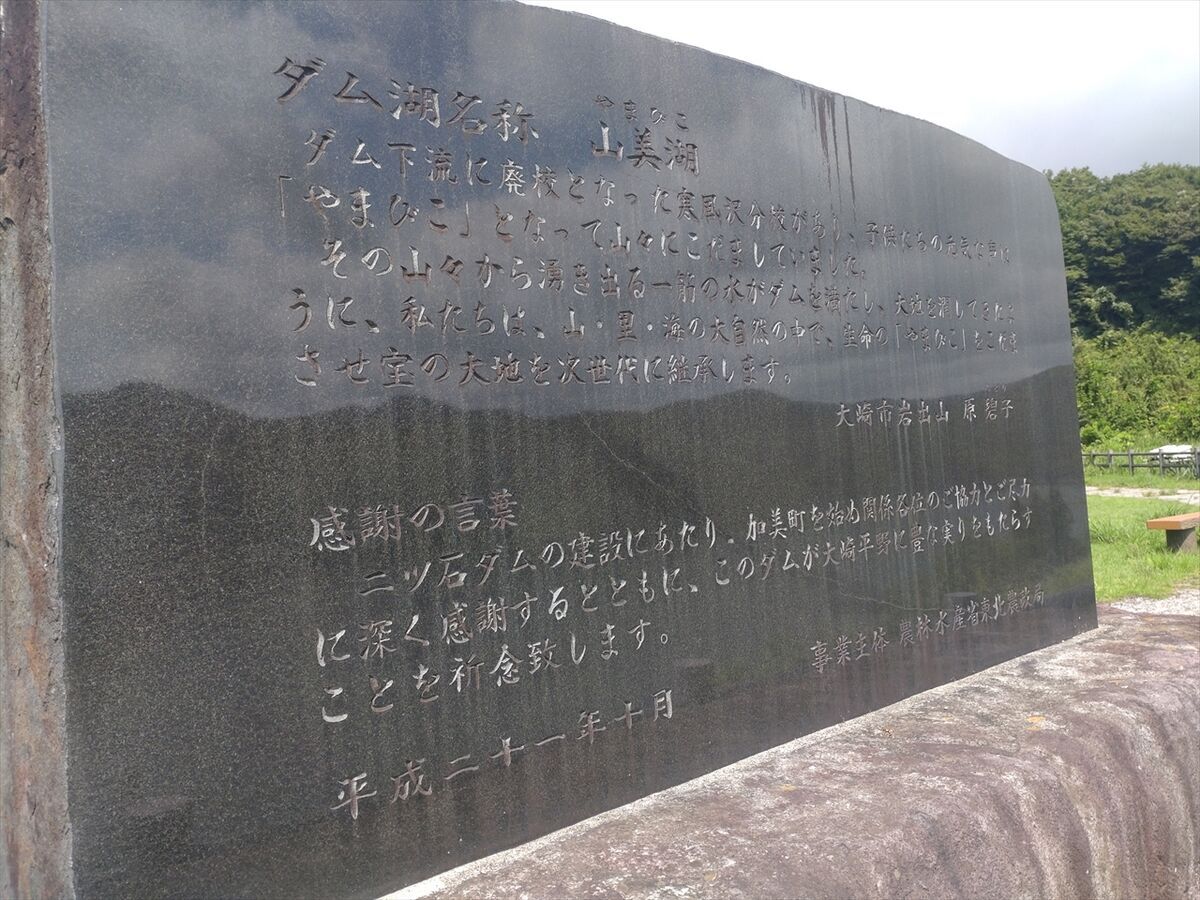 やまびこ
ダム湖名称　山美湖
ダム下流に廃校となった寒風沢分校があり、子供たちの元気な声は
「やまびこ」となって山々にこだましていました。
その山々から湧き出る一筋の水がダムを満たし、大地を潤してきたよ
うに、私たちは、山・里・海の大自然の中で、生命の「やまびこ」をこだま
させ宝の大地を次世代に継承します。
大崎市岩出山　原　碧子
感謝の言葉
二ツ石ダムの建設にあたり、加美町を始め関係各位のご協力とご尽力
に深く感謝するとともに、このダムが大崎平野に豊な実りをもたらす
ことを祈念致します。
事業主体　農林水産省東北農政局
平成二十一年十月